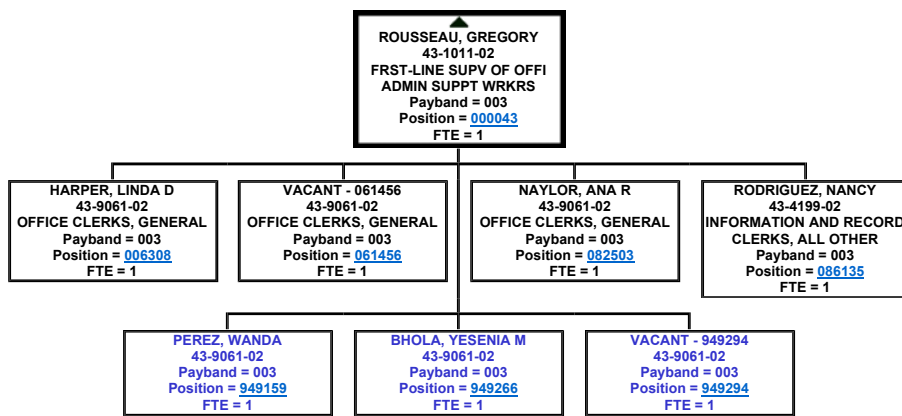 ROUSSEAU, GREGORY
43-1011-02
FRST-LINE SUPV OF OFFI
ADMIN SUPPT WRKRS
Payband = 003
Position = 000043
FTE = 1
HARPER, LINDA D
43-9061-02
OFFICE CLERKS, GENERAL
Payband = 003
Position = 006308
FTE = 1
VACANT - 061456
43-9061-02
OFFICE CLERKS, GENERAL
Payband = 003
Position = 061456
FTE = 1
NAYLOR, ANA R
43-9061-02
OFFICE CLERKS, GENERAL
Payband = 003
Position = 082503
FTE = 1
RODRIGUEZ, NANCY
43-4199-02
INFORMATION AND RECORD
CLERKS, ALL OTHER
Payband = 003
Position = 086135
FTE = 1
PEREZ, WANDA
43-9061-02
Payband = 003
Position = 949159
FTE = 1
BHOLA, YESENIA M
43-9061-02
Payband = 003
Position = 949266
FTE = 1
VACANT - 949294
43-9061-02
Payband = 003
Position = 949294
FTE = 1